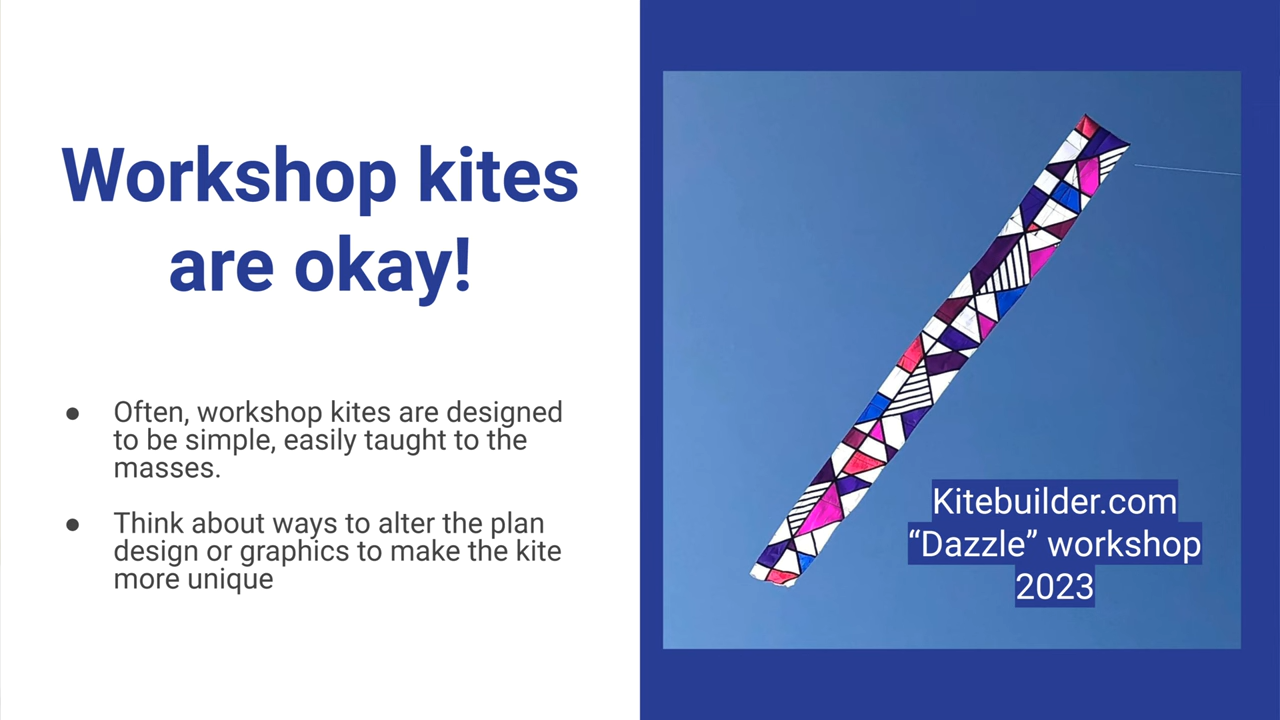 Workshop kites
are okay!
● Often, workshop kites are designed
to be simple, easily taught to the
masses.
● Think about ways to alter the plan
design or graphics to make the kite
more unique
Kitebuilder.com
“Dazzle” workshop
2023